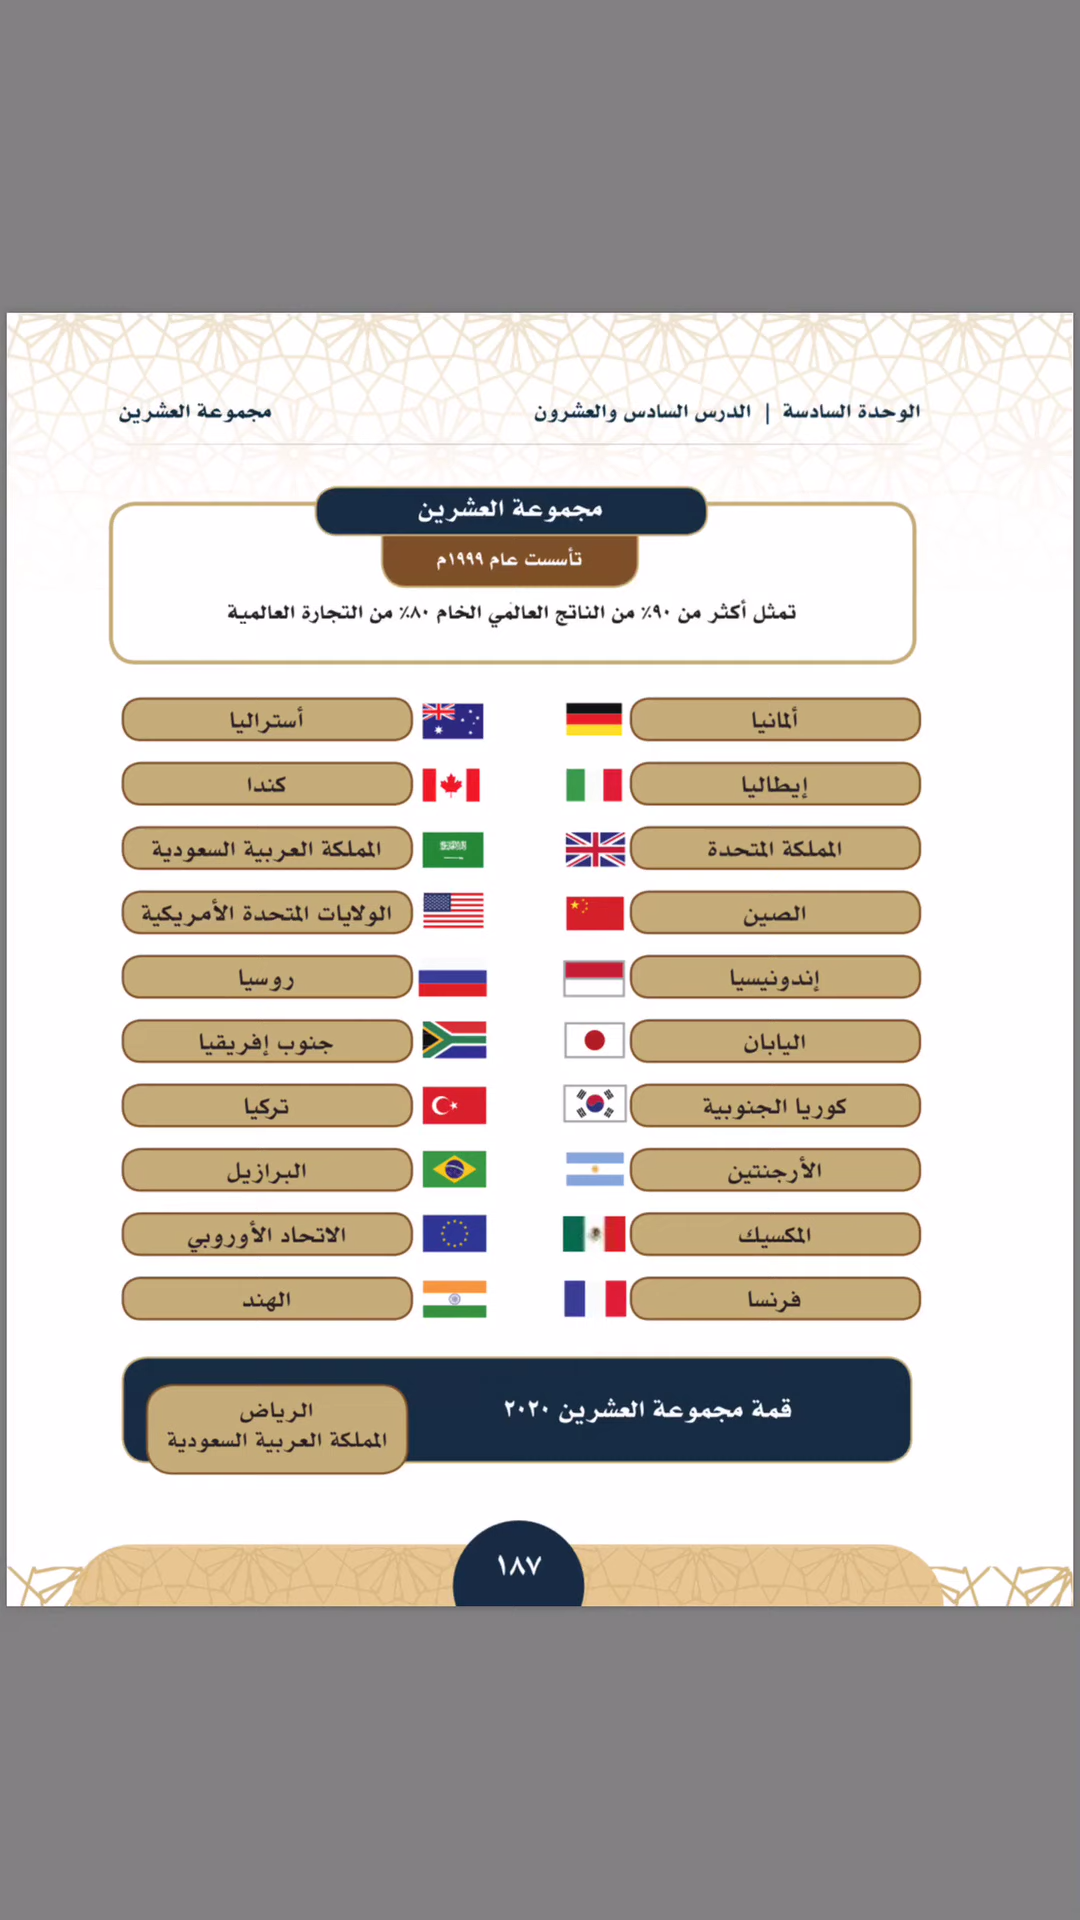 الوحدة السادسة | الدرس السادس والعشرون
مجموعة العشرين
مجموعة العشرين
تأسست عام ١٩٩٩م
تمثل أكثر من ٩٠٪ من الناتج العالمَي الخام ٨٠٪ من التجارة العالمية
ألمانيا
أستراليا
إيطاليا
كندا
المملكة المتحدة
المملكة العربية السعودية
الصين
الولايات المتحدة الأمريكية
إندونيسيا
روسيا
اليابان
جنوب إفريقيا
كوريا الجنوبية
تركيا
الأرجنتين
البرازيل
المكسيك
الاتحاد الأوروبي
فرنسا
الهند
قمة مجموعة العشرين ٢٠٢٠
الرياض
المملكة العربية السعودية
١٨٧